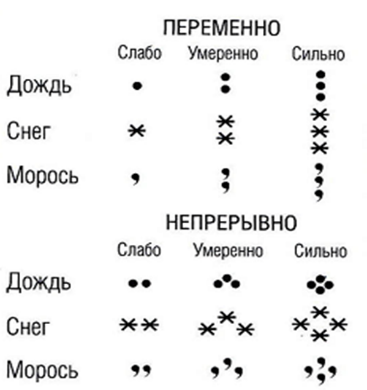 ПЕРЕМЕННО
Слабо Умеренно Сильно
Дождь
Снег
Морось
НЕПРЕРЫВНО
Слабо Умеренно Сильно
Дождь
Снег
Морось